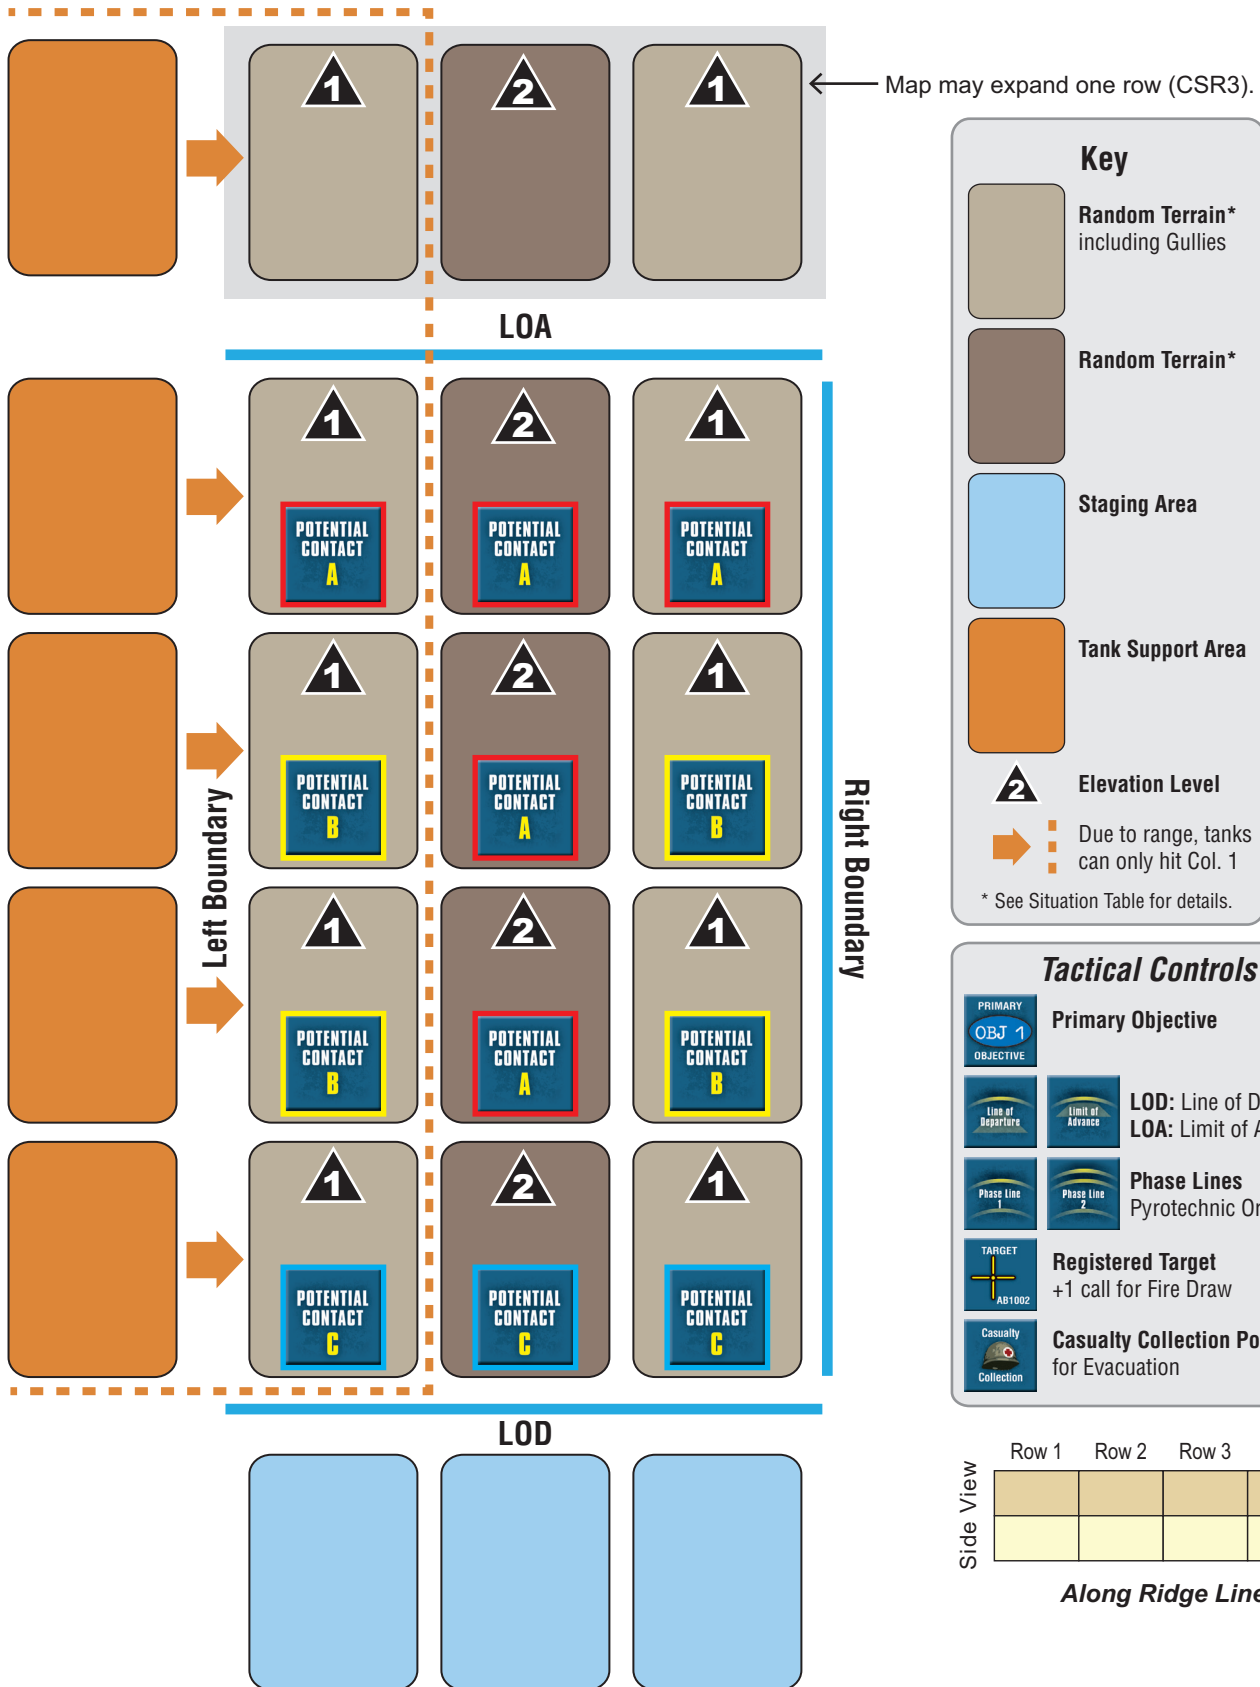 1
2
1
Map may expand one row (CSR3).
LOA
1
2
1
POTENTIAL
CONTACT
A
POTENTIAL
CONTACT
A
POTENTIAL
CONTACT
A
1
2
1
POTENTIAL
CONTACT
B
POTENTIAL
CONTACT
A
POTENTIAL
CONTACT
B
Left Boundary
Right Boundary
1
2
1
POTENTIAL
CONTACT
B
POTENTIAL
CONTACT
A
POTENTIAL
CONTACT
B
1
2
1
POTENTIAL
CONTACT
C
POTENTIAL
CONTACT
C
POTENTIAL
CONTACT
C
LOD
Key
Random Terrain*
including Gullies
Random Terrain*
Staging Area
Tank Support Area
2
Elevation Level
Due to range, tanks
can only hit Col. 1
* See Situation Table for details.
Tactical Controls
PRIMARY
OBJ 1
OBJECTIVE
Primary Objective
Line of
Departure
Limit of
Advance
LOD: Line of
LOA: Limit of
Phase Line
1
Phase Line
2
Phase Lines
Pyrotechnic
TARGET
AB1002
Registered Target
+1 call for Fire Draw
Casualty
Collection
Casualty Collection
for Evacuation
Row 1 Row 2 Row 3
Side View
Along Ridge Line